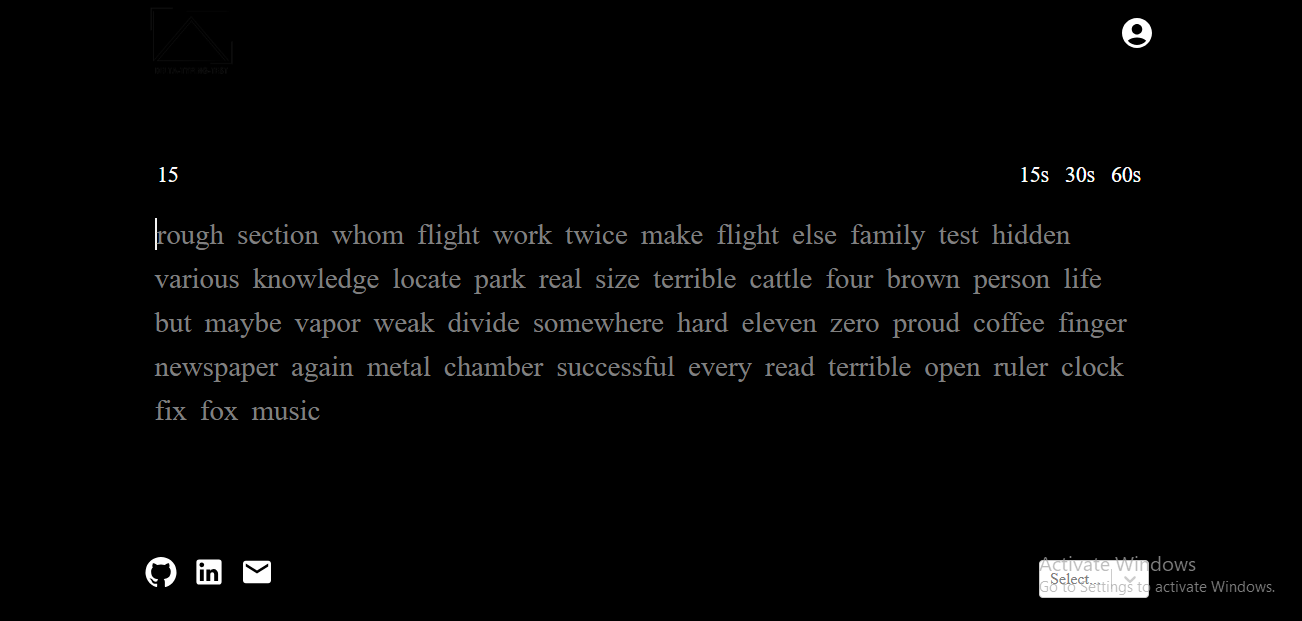 15
15s 30s 60s
rough section whom flight work twice make flight else family test hidden
various knowledge locate park real size terrible cattle four brown person life
but maybe vapor weak divide somewhere hard eleven zero proud coffee finger
newspaper again metal chamber successful every read terrible open ruler clock
fix fox music
Activate Windows
Select...
Go to Settings to activate Windows.